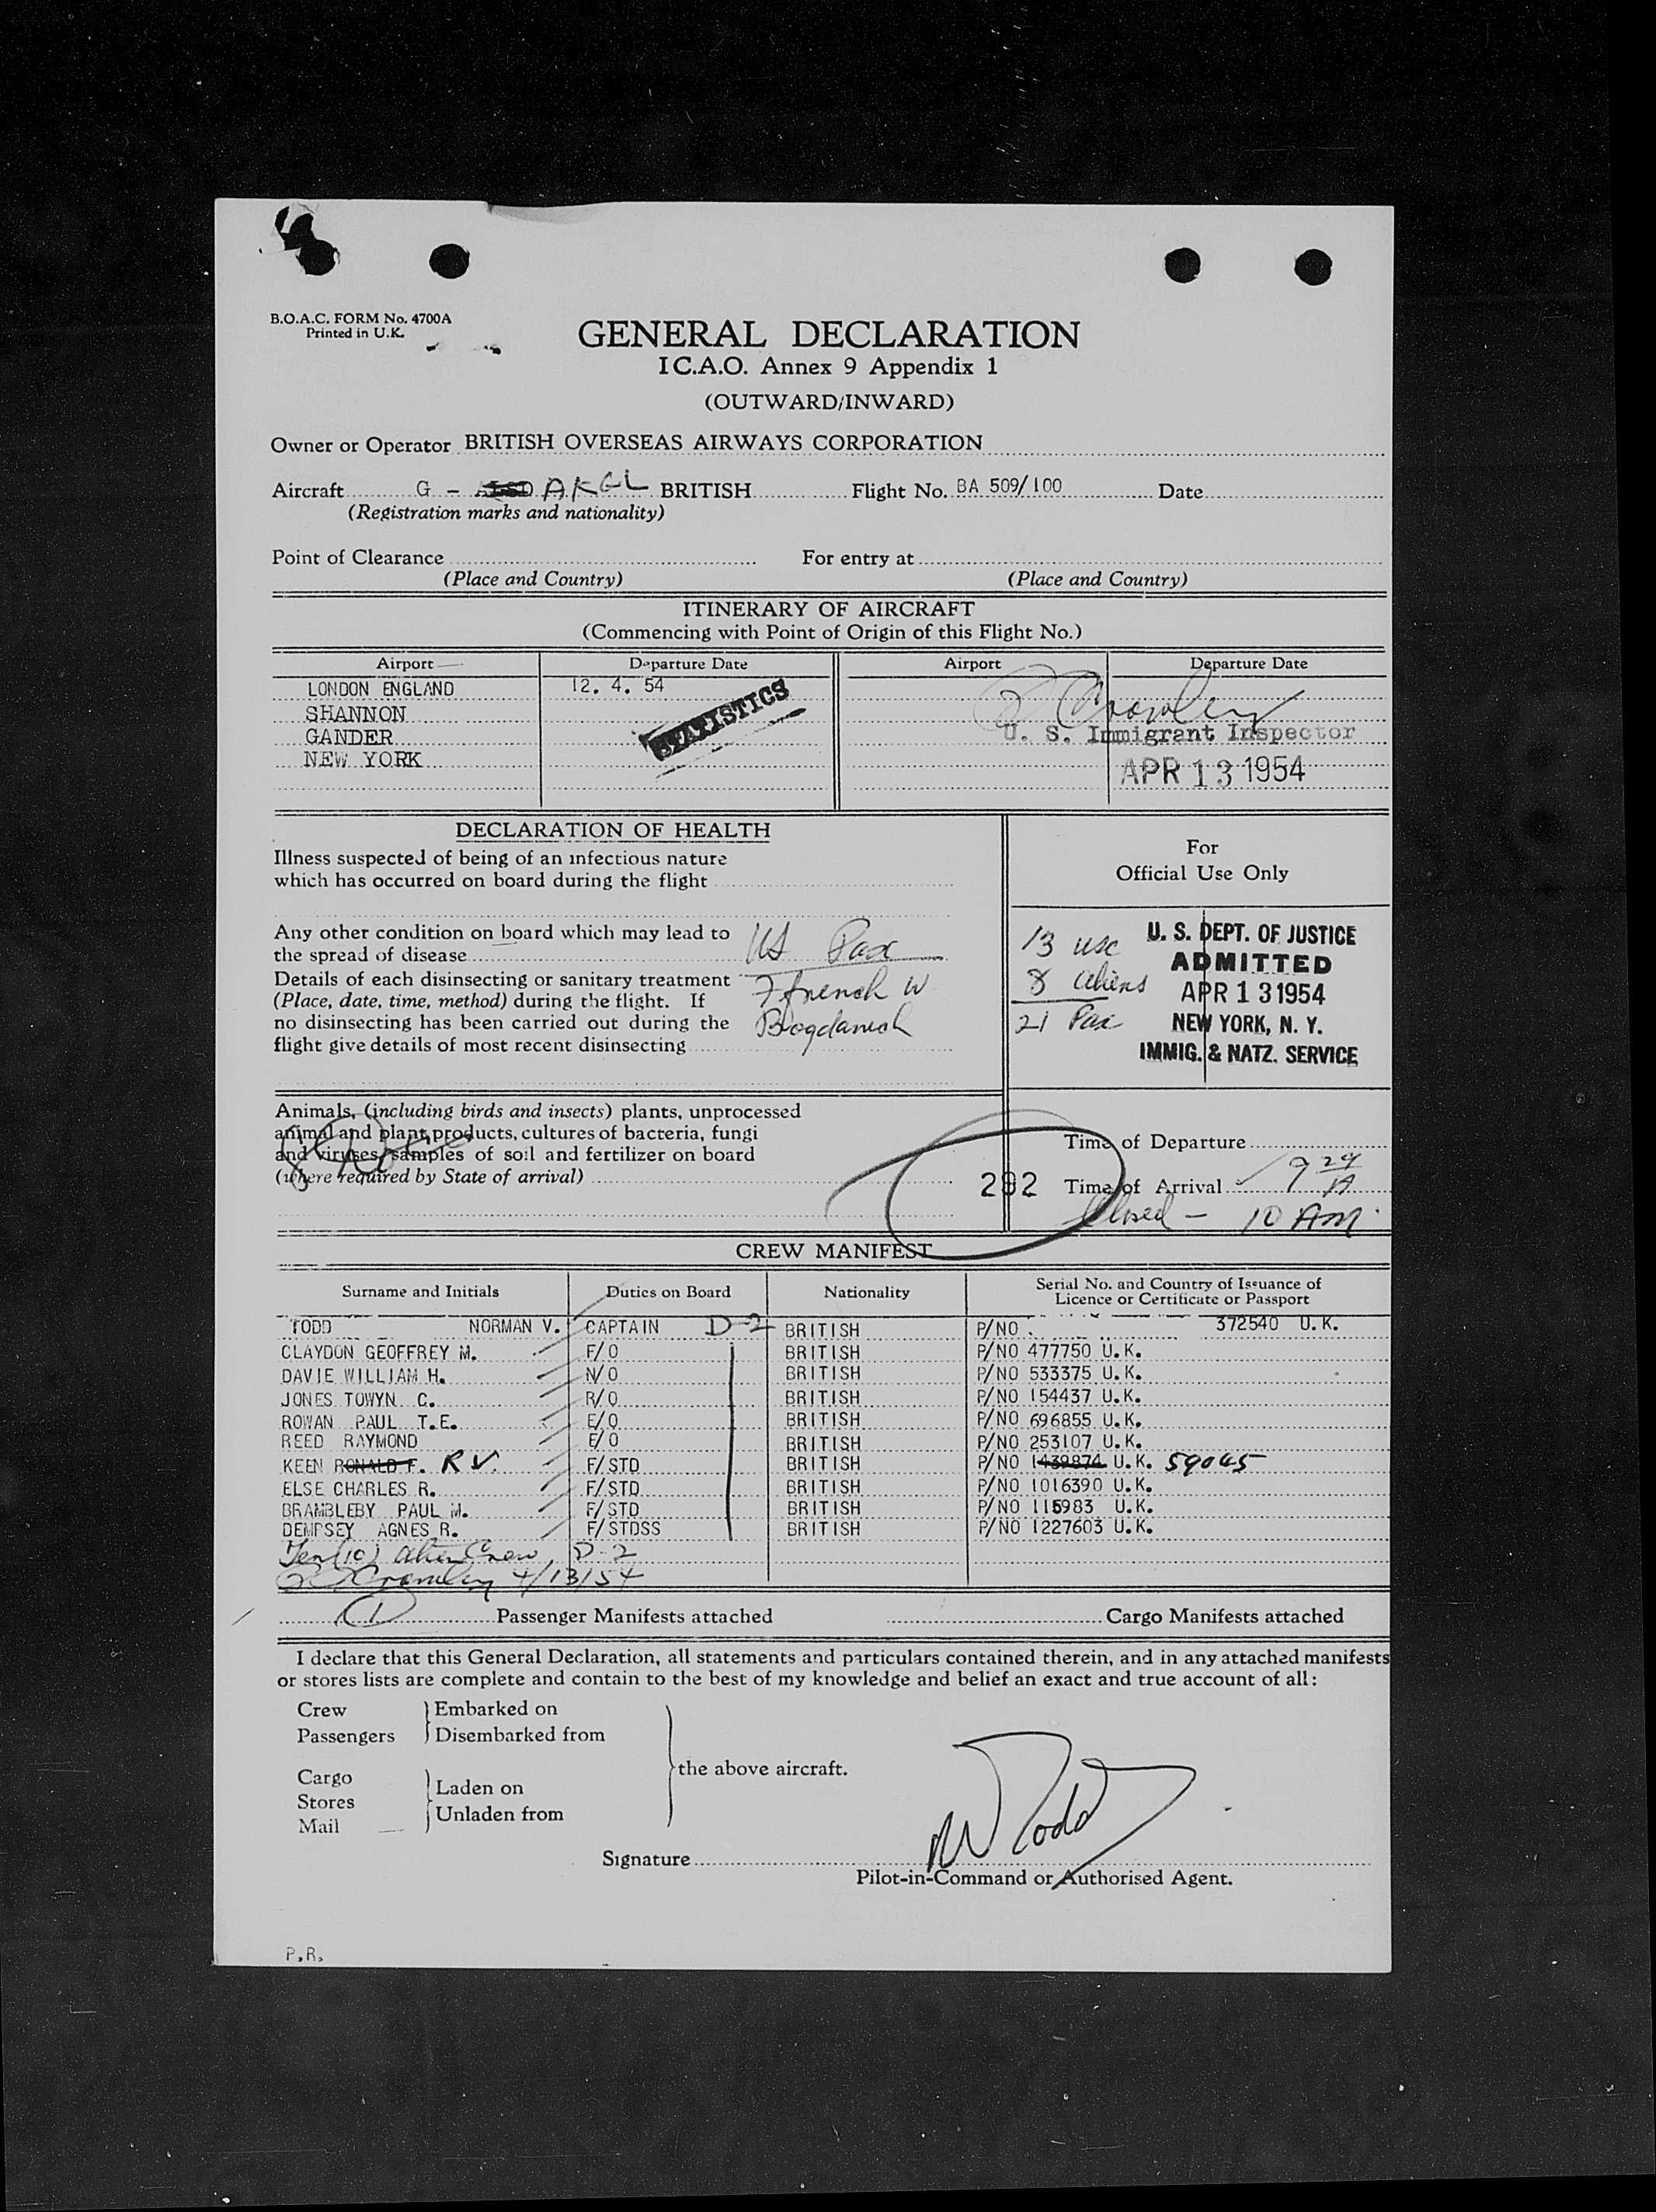 B.O.A.C. FORM No. 4700A
Printed in U.K.
GENERAL DECLARATION
I C.A.O. Annex 9 Appendix 1
(OUTWARD/INWARD)
Owner or Operator BRITISH OVERSEAS AIRWAYS CORPORATION
Aircraft G - AKGL BRITISH Flight No. BA 509/100 Date
(Registration marks and nationality)
Point of Clearance For entry at
(Place and Country) (Place and Country)
ITINERARY OF AIRCRAFT
(Commencing with Point of Origin of this Flight No.)
Airport Departure Date Airport Departure Date
LONDON ENGLAND 12. 4. 54
SHANNON
GANDER
NEW YORK
STATISTICS
Crowley
U. S. Immigrant Inspector
APR 13 1954
DECLARATION OF HEALTH
Illness suspected of being of an infectious nature
which has occurred on board during the flight
Any other condition on board which may lead to
the spread of disease
Details of each disinsecting or sanitary treatment
(Place, date, time, method) during the flight. If
no disinsecting has been carried out during the
flight give details of most recent disinsecting
Pax
For
Official Use Only
13 usc
8 aliens
21 Pax
U. S. DEPT. OF JUSTICE
ADMITTED
APR 13 1954
NEW YORK, N. Y.
IMMIG. & NATZ. SERVICE
Animals, (including birds and insects) plants, unprocessed
animal and plant products, cultures of bacteria, fungi
and viruses, samples of soil and fertilizer on board
(where required by State of arrival)
292
Time of Departure
Time of Arrival 9 29 A
Closed - 10 AM
CREW MANIFEST
Surname and Initials Duties on Board Nationality Serial No. and Country of Issuance of
Licence or Certificate or Passport
TODD NORMAN V. CAPTAIN D-2 BRITISH P/NO. 372540 U.K.
CLAYDON GEOFFREY M. F/O BRITISH P/NO 477750 U.K.
DAVIE WILLIAM H. N/O BRITISH P/NO 533375 U.K.
JONES TOWYN C. R/O BRITISH P/NO 154437 U.K.
ROWAN PAUL T.E. E/O BRITISH P/NO 696855 U.K.
REED RAYMOND E/O BRITISH P/NO 253107 U.K.
KEEN RONALD F. R V. F/STD BRITISH P/NO 1439874 U.K. 59045
ELSE CHARLES R. F/STD BRITISH P/NO 1016390 U.K.
BRAMBLEBY PAUL M. F/STD BRITISH P/NO 115983 U.K.
DEMPSEY AGNES R. F/STDSS BRITISH P/NO 1227603 U.K.
Ten (10) alien Crew, D-2
Crowley 4/13/54
1 Passenger Manifests attached Cargo Manifests attached
I declare that this General Declaration, all statements and particulars contained therein, and in any attached manifests
or stores lists are complete and contain to the best of my knowledge and belief an exact and true account of all:
Crew Embarked on
Passengers Disembarked from
the above aircraft.
Cargo
Stores Laden on
Mail Unladen from
Signature N Todd
Pilot-in-Command or Authorised Agent.
P.R.